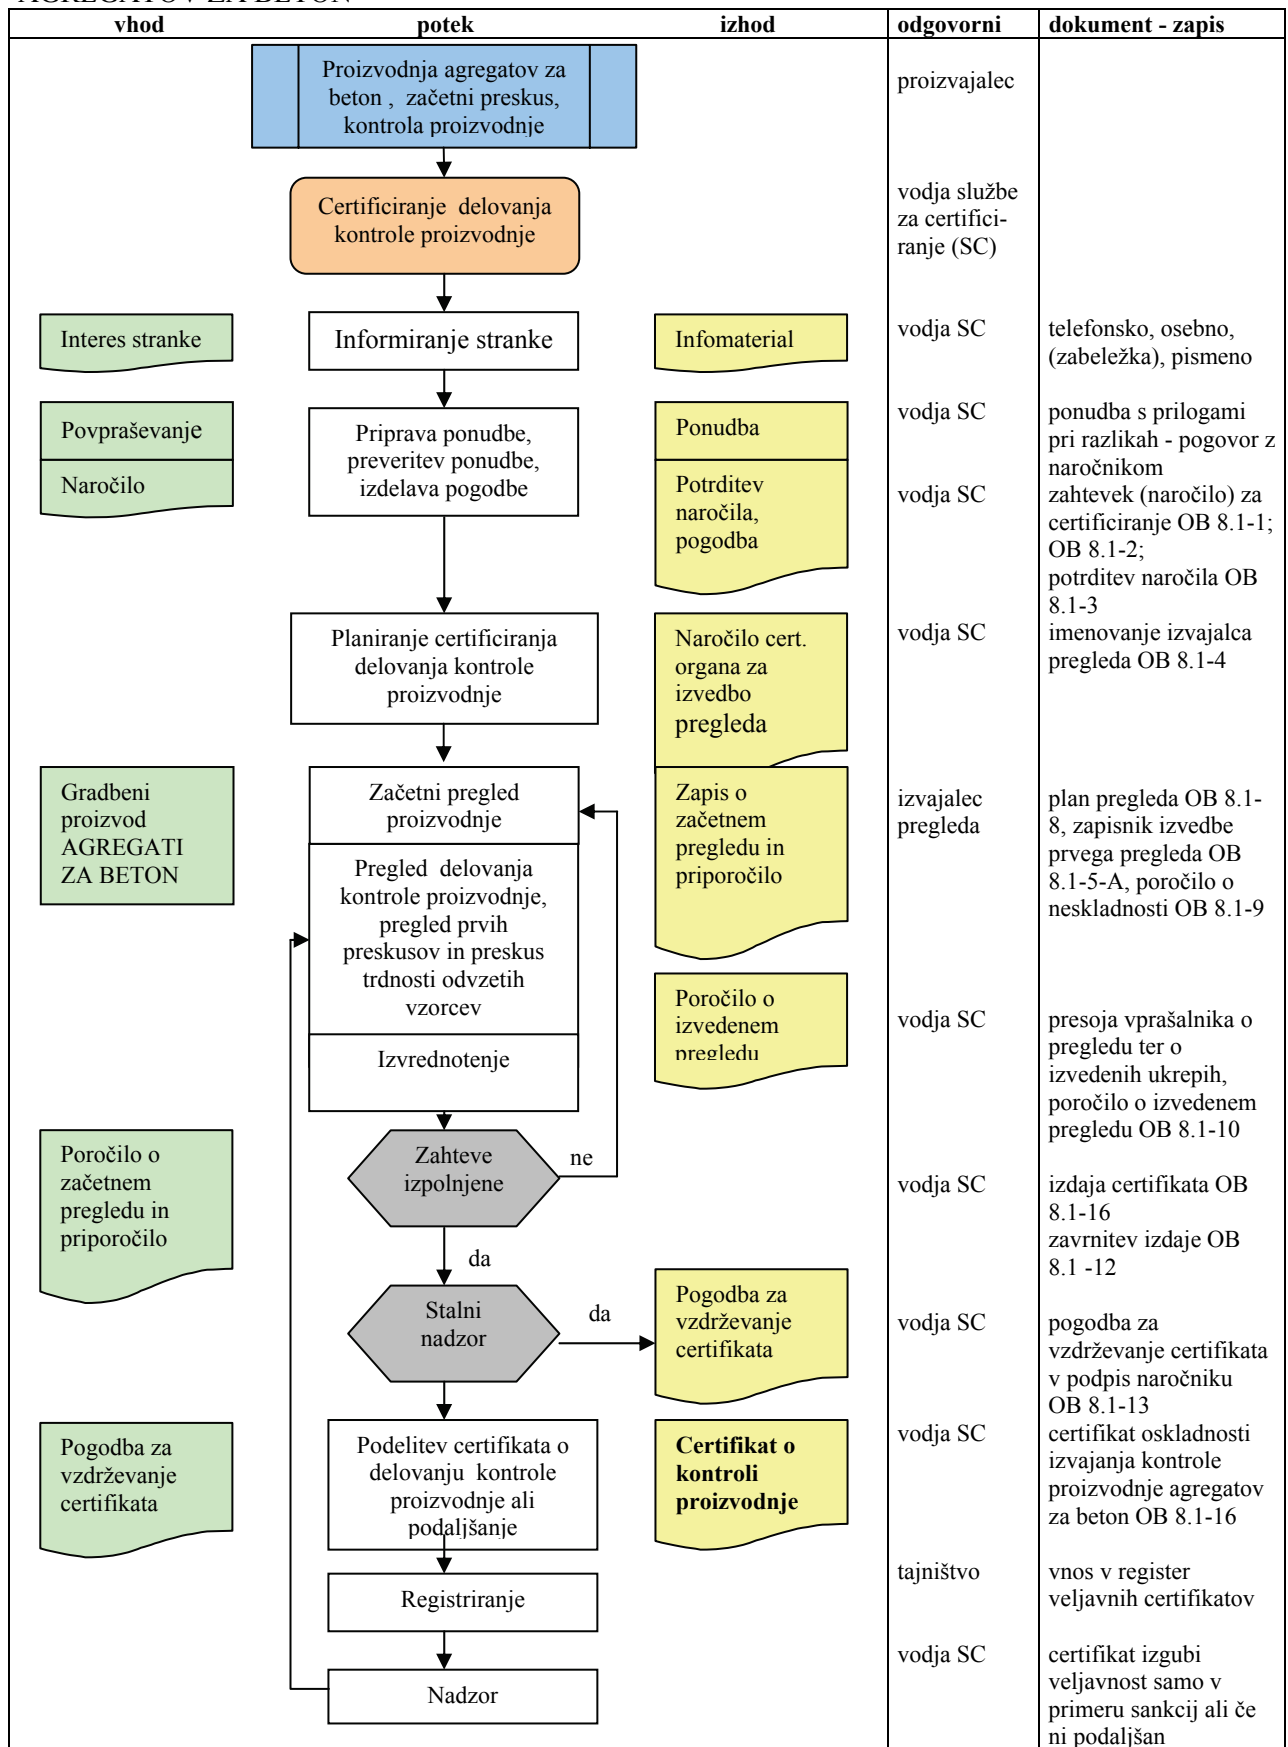 AGREGATOV ZA BETON
vhod
potek
izhod
odgovorni
dokument - zapis
Proizvodnja agregatov za
beton , začetni preskus,
kontrola proizvodnje
proizvajalec
Certificiranje delovanja
kontrole proizvodnje
vodja službe
za certifici-
ranje (SC)
Interes stranke
Informiranje stranke
Infomaterial
vodja SC
telefonsko, osebno,
(zabeležka), pismeno
Povpraševanje
Naročilo
Priprava ponudbe,
preveritev ponudbe,
izdelava pogodbe
Ponudba
Potrditev
naročila,
pogodba
vodja SC
vodja SC
ponudba s prilogami
pri razlikah - pogovor z
naročnikom
zahtevek (naročilo) za
certificiranje OB 8.1-1;
OB 8.1-2;
potrditev naročila OB
8.1-3
Planiranje certificiranja
delovanja kontrole
proizvodnje
Naročilo cert.
organa za
izvedbo
pregleda
vodja SC
imenovanje izvajalca
pregleda OB 8.1-4
Gradbeni
proizvod
AGREGATI
ZA BETON
Začetni pregled
proizvodnje
Pregled delovanja
kontrole proizvodnje,
pregled prvih
preskusov in preskus
trdnosti odvzetih
vzorcev
Izvrednotenje
Zapis o
začetnem
pregledu in
priporočilo
izvajalec
pregleda
plan pregleda OB 8.1-
8, zapisnik izvedbe
prvega pregleda OB
8.1-5-A, poročilo o
neskladnosti OB 8.1-9
Poročilo o
izvedenem
pregledu
vodja SC
presoja vprašalnika o
pregledu ter o
izvedenih ukrepih,
poročilo o izvedenem
pregledu OB 8.1-10
Poročilo o
začetnem
pregledu in
priporočilo
Zahteve
izpolnjene
ne
da
vodja SC
izdaja certifikata OB
8.1-16
zavrnitev izdaje OB
8.1 -12
Stalni
nadzor
da
Pogodba za
vzdrževanje
certifikata
vodja SC
pogodba za
vzdrževanje certifikata
v podpis naročniku
OB 8.1-13
Pogodba za
vzdrževanje
certifikata
Podelitev certifikata o
delovanju kontrole
proizvodnje ali
podaljšanje
Certifikat o
kontroli
proizvodnje
vodja SC
certifikat oskladnosti
izvajanja kontrole
proizvodnje agregatov
za beton OB 8.1-16
Registriranje
tajništvo
vnos v register
veljavnih certifikatov
Nadzor
vodja SC
certifikat izgubi
veljavnost samo v
primeru sankcij ali če
ni podaljšan